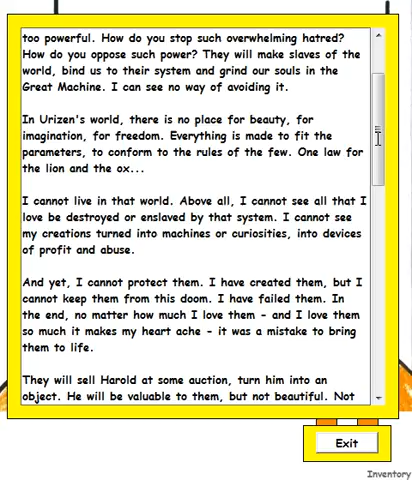 too powerful. How do you stop such overwhelming hatred?
How do you oppose such power? They will make slaves of the
world, bind us to their system and grind our souls in the
Great Machine. I can see no way of avoiding it.
In Urizen's world, there is no place for beauty, for
imagination, for freedom. Everything is made to fit the
parameters, to conform to the rules of the few. One law for
the lion and the ox...
I cannot live in that world. Above all, I cannot see all that I
love be destroyed or enslaved by that system. I cannot see
my creations turned into machines or curiosities, into devices
of profit and abuse.
And yet, I cannot protect them. I have created them, but I
cannot keep them from this doom. I have failed them. In
the end, no matter how much I love them - and I love them
so much it makes my heart ache - it was a mistake to bring
them to life.
They will sell Harold at some auction, turn him into an
object. He will be valuable to them, but not beautiful. Not
Exit
Inventory